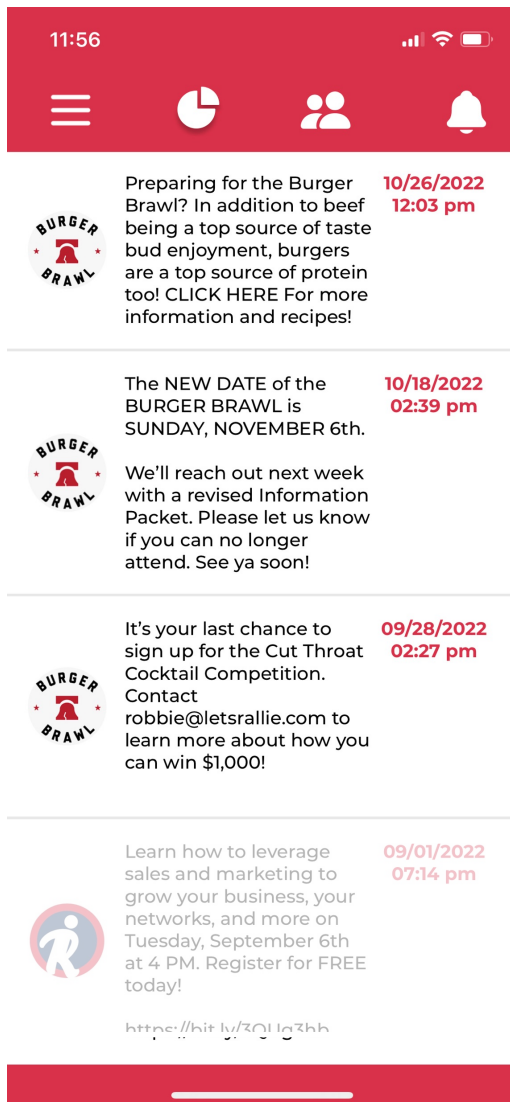 11:56
Preparing for the Burger
Brawl? In addition to beef
being a top source of taste
bud enjoyment, burgers
are a top source of protein
too! CLICK HERE For more
information and recipes!
10/26/2022
12:03 pm
BURGER
BRAWL
The NEW DATE of the
BURGER BRAWL is
SUNDAY, NOVEMBER 6th.
We’ll reach out next week
with a revised Information
Packet. Please let us know
if you can no longer
attend. See ya soon!
10/18/2022
02:39 pm
BURGER
BRAWL
It’s your last chance to
sign up for the Cut Throat
Cocktail Competition.
Contact
robbie@letsrallie.com to
learn more about how you
can win $1,000!
09/28/2022
02:27 pm
BURGER
BRAWL
Learn how to leverage
sales and marketing to
grow your business, your
networks, and more on
Tuesday, September 6th
at 4 PM. Register for FREE
today!
09/01/2022
07:14 pm